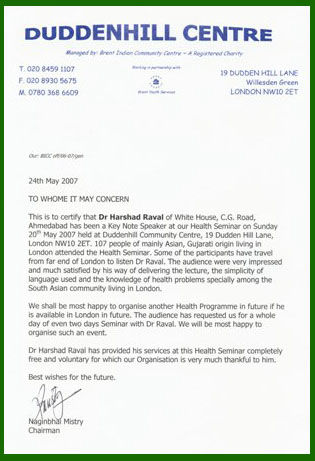 DUDDENHILL CENTRE
Managed by: Brent Indian Community Centre – A Registered Charity
T. 020 8459 1107
F. 020 8930 5675
M. 0780 368 6609
Working in partnership with
Brent Health Services
19 DUDDEN HILL LANE
Willesden Green
LONDON NW10 2ET
Our: BICC
24th May 2007
TO WHOME IT MAY CONCERN
This is to certify that Dr Harshad Raval of White House, C.G. Road,
Ahmedabad has been a Key Note Speaker at our Health Seminar on Sunday
20th May 2007 held at Duddenhill Community Centre, 19 Dudden Hill Lane,
London NW10 2ET. 107 people of mainly Asian, Gujarati origin living in
London attended the Health Seminar. Some of the participants have travel
from far end of London to listen Dr Raval. The audience were very impressed
and much satisfied by his way of delivering the lecture, the simplicity of
language used and the knowledge of health problems specially among the
South Asian community living in London.
We shall be most happy to organise another Health Programme in future if he
is available in London in future. The audience has requested us for a whole
day of even two days Seminar with Dr Raval. We will be most happy to
organise such an event.
Dr Harshad Raval has provided his services at this Health Seminar completely
free and voluntary for which our Organisation is very much thankful to him.
Best wishes for the future.
Naginbhai Mistry
Chairman